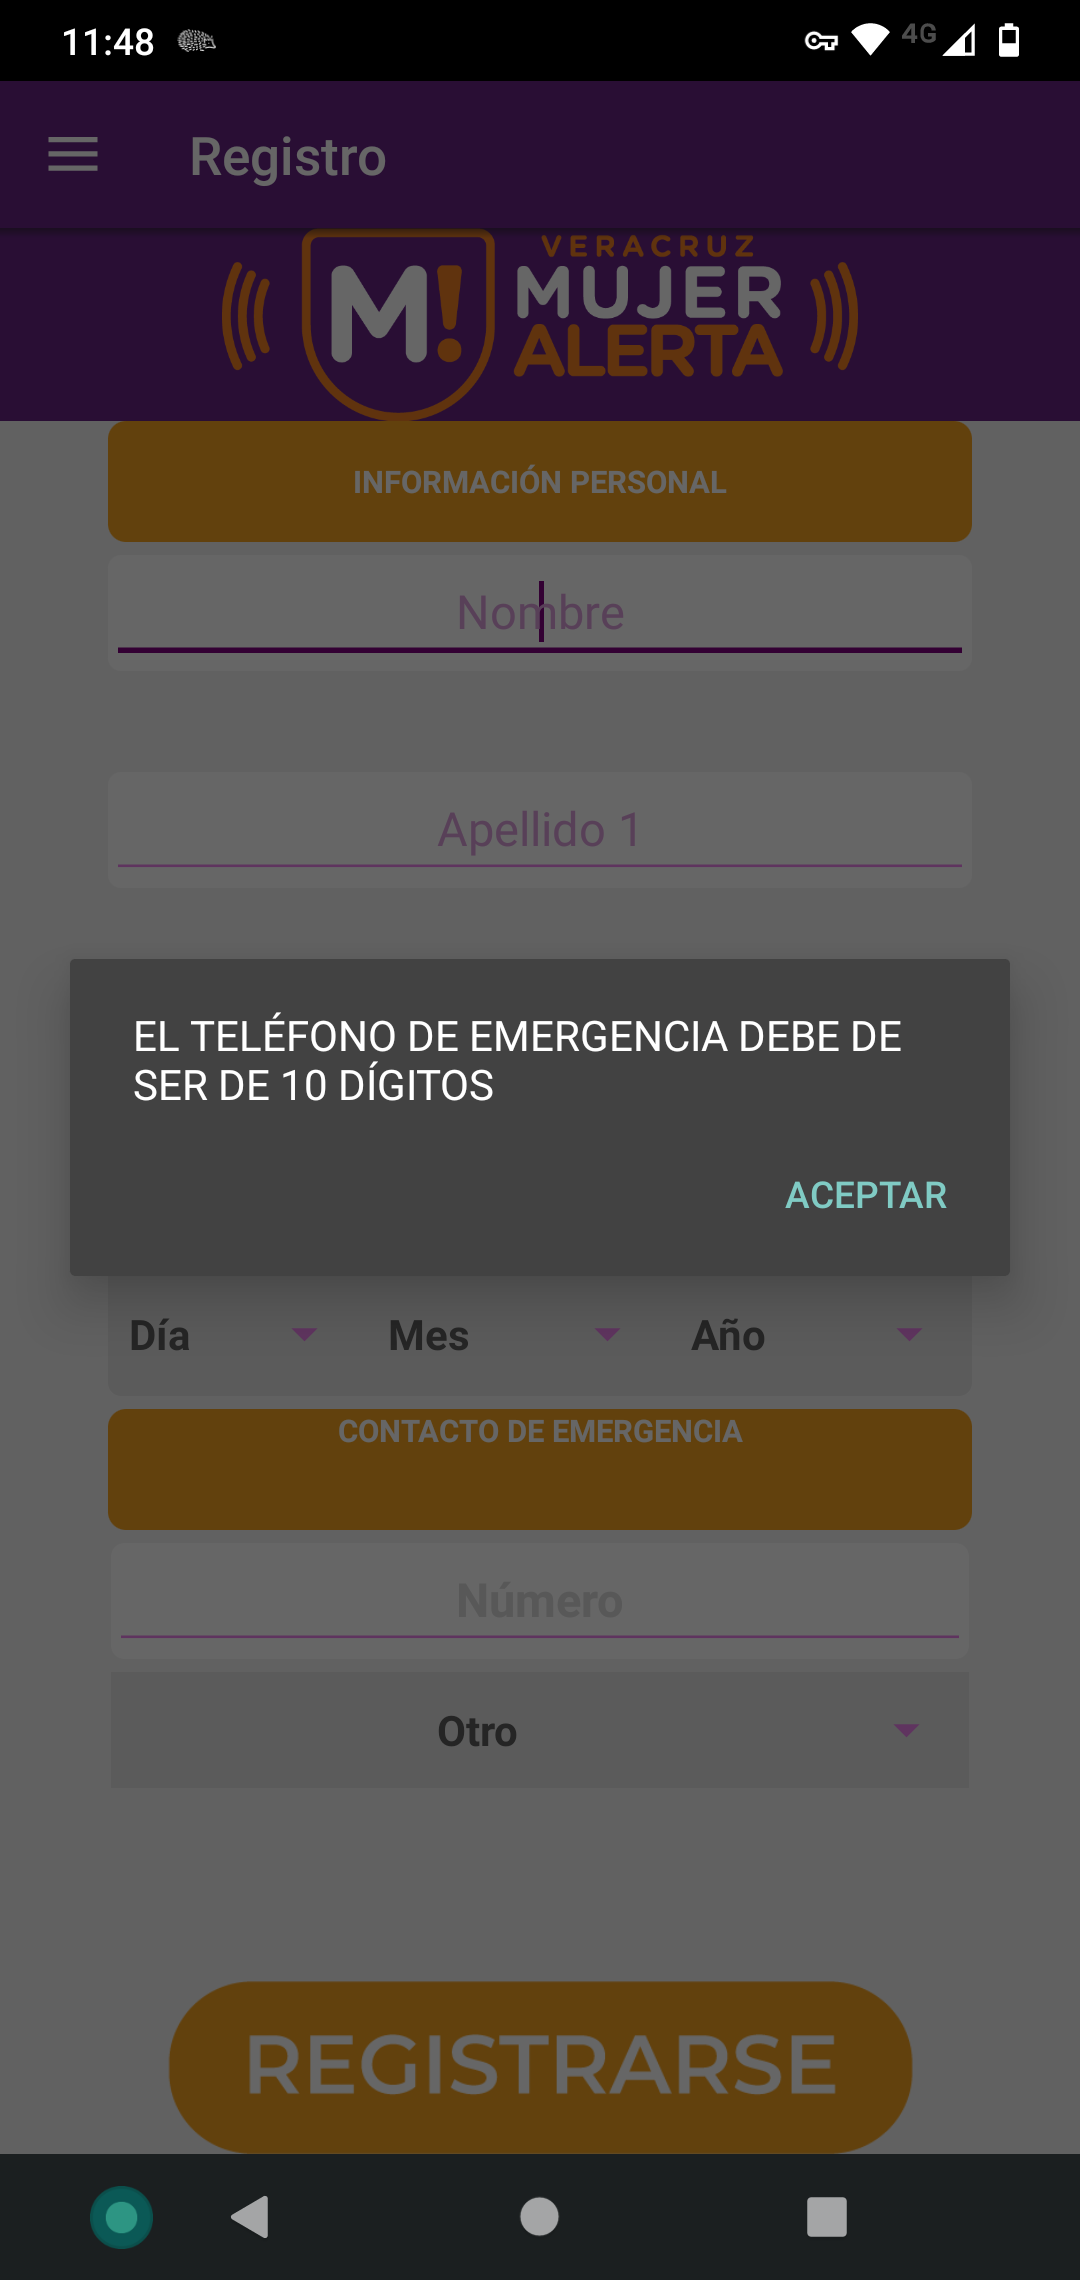 11:48
4G
Registro
VERACRUZ
M! MUJER
ALERTA
INFORMACIÓN PERSONAL
Nombre
Apellido 1
EL TELÉFONO DE EMERGENCIA DEBE DE
SER DE 10 DÍGITOS
ACEPTAR
Día Mes Año
CONTACTO DE EMERGENCIA
Número
Otro
REGISTRARSE